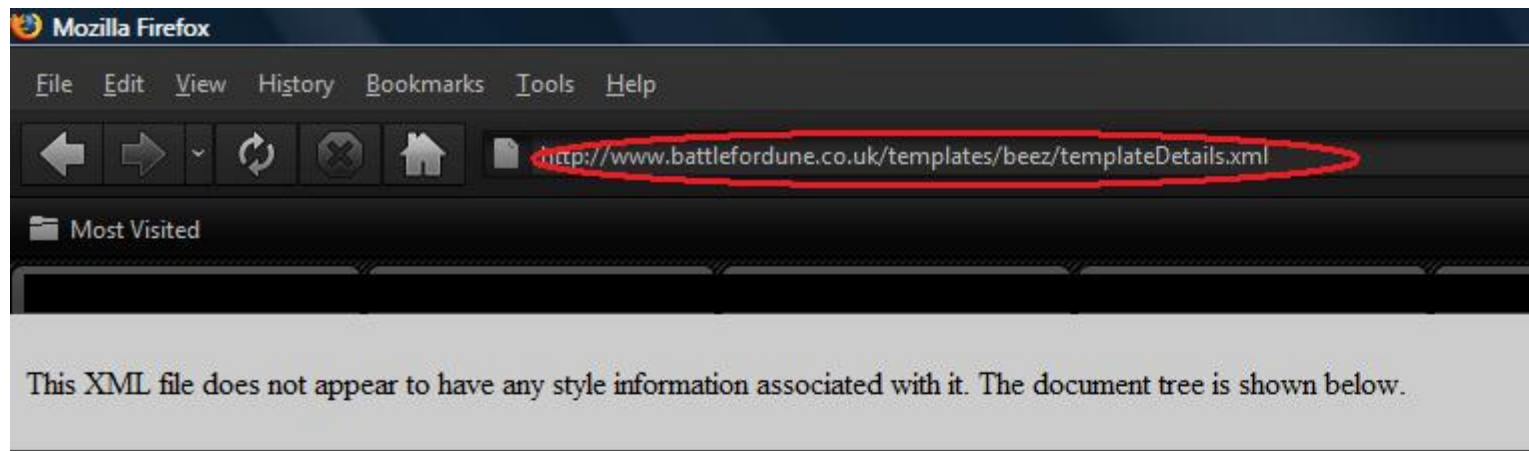 Mozilla Firefox
File Edit View History Bookmarks Tools Help
http://www.battlefordune.co.uk/templates/beez/templateDetails.xml
Most Visited
This XML file does not appear to have any style information associated with it. The document tree is shown below.